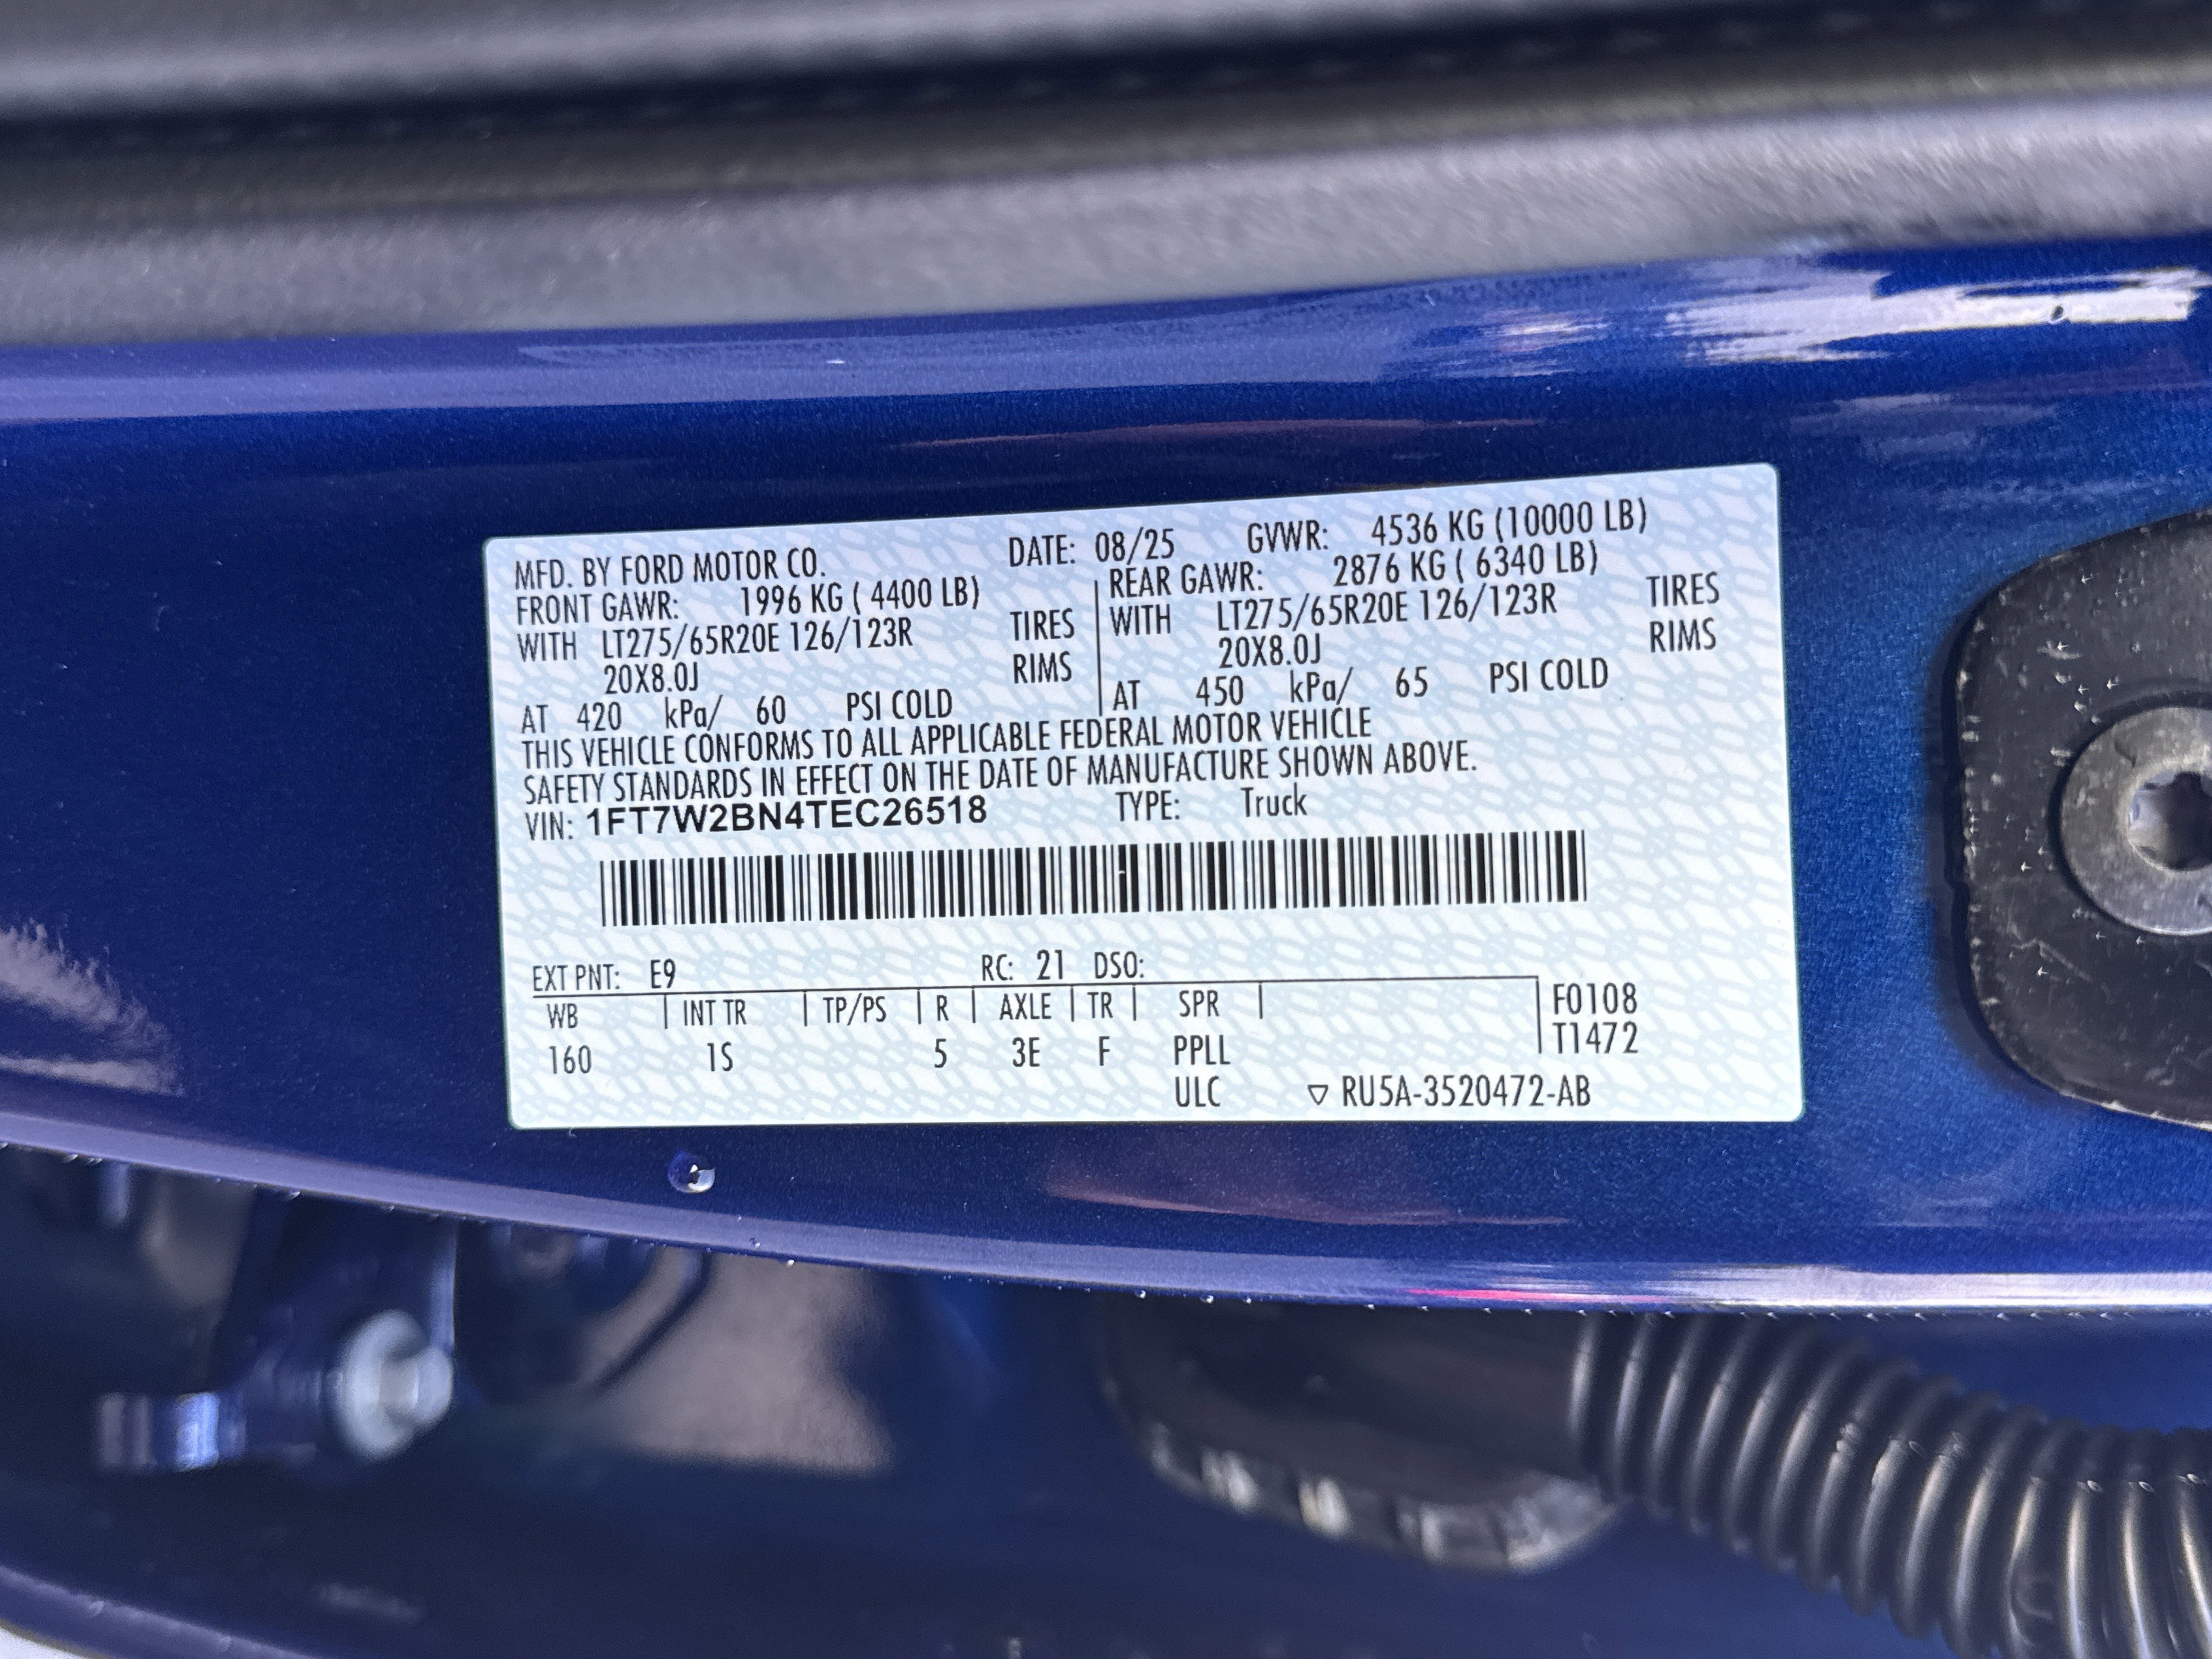 MFD. BY FORD MOTOR CO. DATE: 08/25 GVWR: 4536 KG (10000 LB)
FRONT GAWR: 1996 KG ( 4400 LB) REAR GAWR: 2876 KG ( 6340 LB)
WITH LT275/65R20E 126/123R TIRES WITH LT275/65R20E 126/123R TIRES
20X8.0J RIMS 20X8.0J RIMS
AT 420 kPa/ 60 PSI COLD AT 450 kPa/ 65 PSI COLD
THIS VEHICLE CONFORMS TO ALL APPLICABLE FEDERAL MOTOR VEHICLE
SAFETY STANDARDS IN EFFECT ON THE DATE OF MANUFACTURE SHOWN ABOVE.
VIN: 1FT7W2BN4TEC26518 TYPE: Truck
EXT PNT: E9 RC: 21 DSO:
WB INT TR TP/PS R AXLE TR SPR F0108
160 1S 5 3E F PPLL T1472
ULC ▽ RU5A-3520472-AB